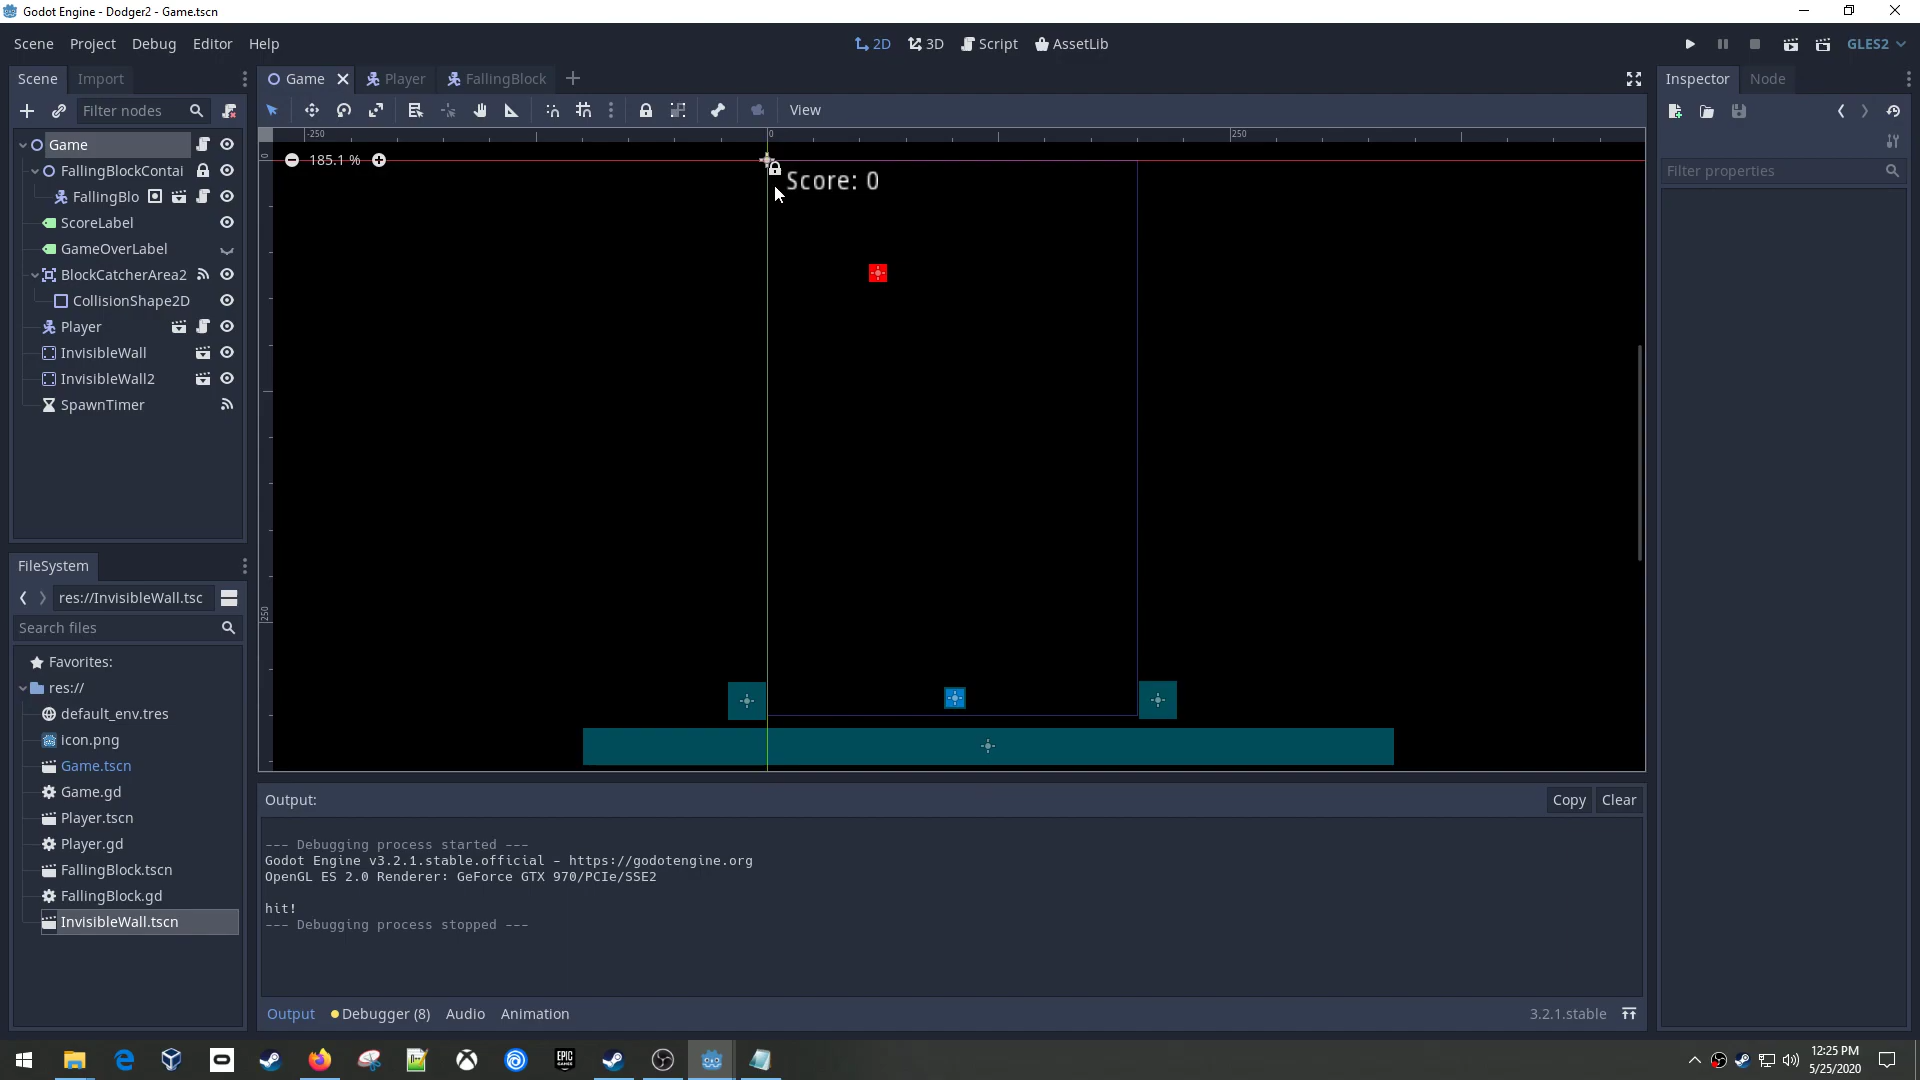 Godot Engine - Dodger2 - Game.tscn
Scene Project Debug Editor Help
2D 3D Script AssetLib
GLES2
Scene Import
Game Player FallingBlock
Inspector Node
Filter nodes
View
Filter properties
-250 0 250
0
185.1 %
Score: 0
250
Game
FallingBlockContai
FallingBlo
ScoreLabel
GameOverLabel
BlockCatcherArea2
CollisionShape2D
Player
InvisibleWall
InvisibleWall2
SpawnTimer
FileSystem
res://InvisibleWall.tsc
Search files
Favorites:
res://
default_env.tres
icon.png
Game.tscn
Game.gd
Player.tscn
Player.gd
FallingBlock.tscn
FallingBlock.gd
InvisibleWall.tscn
Output:
Copy Clear
--- Debugging process started ---
Godot Engine v3.2.1.stable.official - https://godotengine.org
OpenGL ES 2.0 Renderer: GeForce GTX 970/PCIe/SSE2
hit!
--- Debugging process stopped ---
Output Debugger (8) Audio Animation
3.2.1.stable
EPIC
GAMES
12:25 PM
5/25/2020